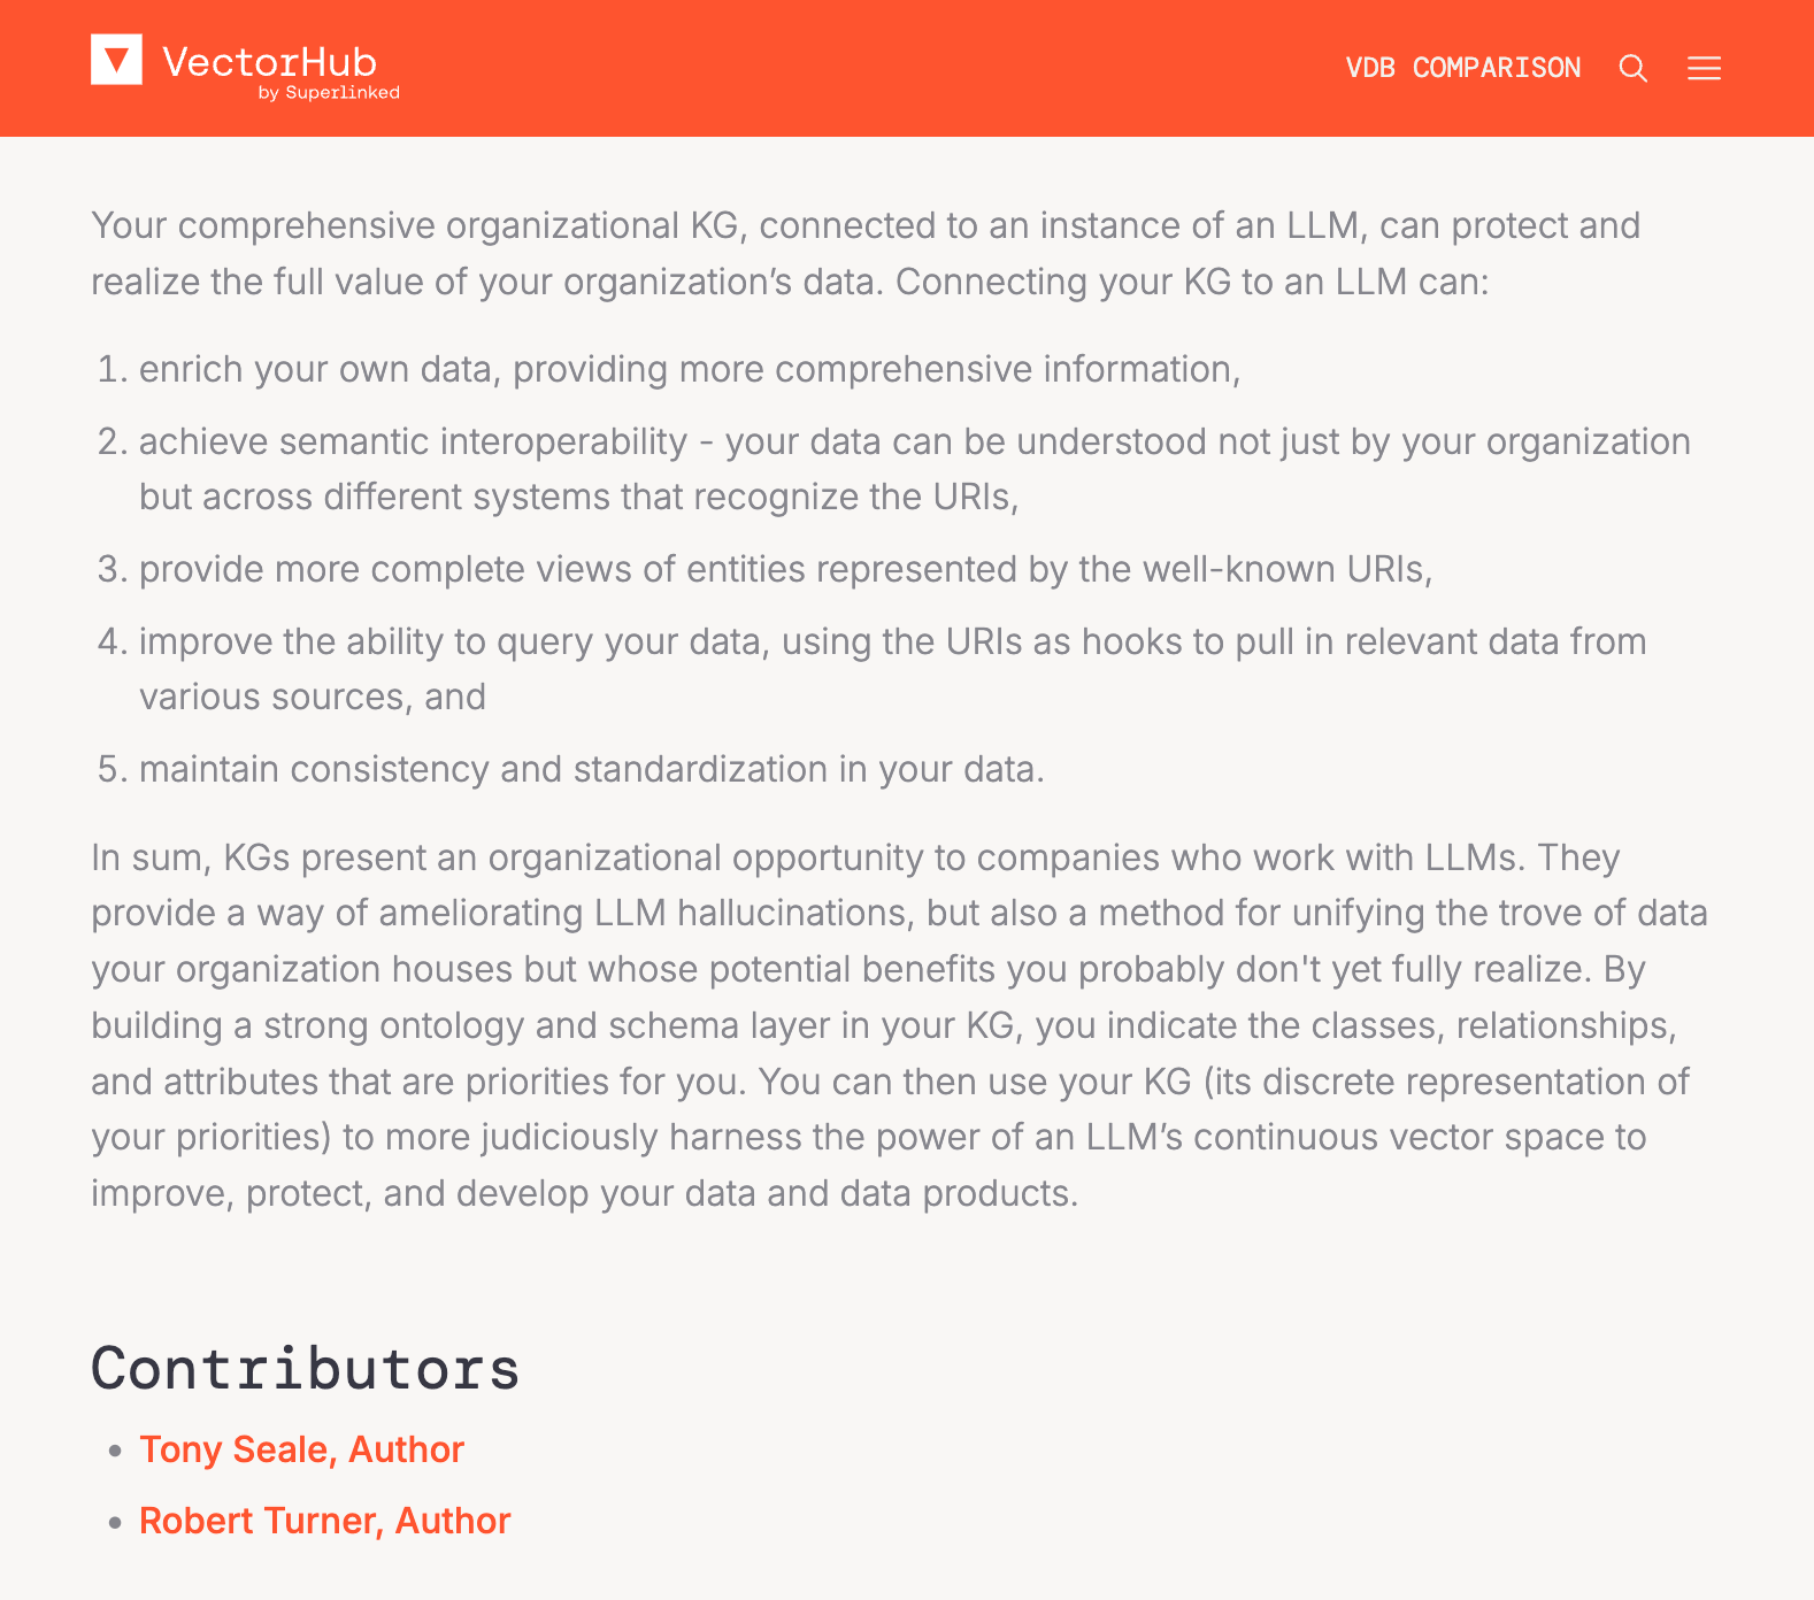 VectorHub
by Superlinked
VDB COMPARISON
Your comprehensive organizational KG, connected to an instance of an LLM, can protect and
realize the full value of your organization’s data. Connecting your KG to an LLM can:
1. enrich your own data, providing more comprehensive information,
2. achieve semantic interoperability - your data can be understood not just by your organization
but across different systems that recognize the URIs,
3. provide more complete views of entities represented by the well-known URIs,
4. improve the ability to query your data, using the URIs as hooks to pull in relevant data from
various sources, and
5. maintain consistency and standardization in your data.
In sum, KGs present an organizational opportunity to companies who work with LLMs. They
provide a way of ameliorating LLM hallucinations, but also a method for unifying the trove of data
your organization houses but whose potential benefits you probably don't yet fully realize. By
building a strong ontology and schema layer in your KG, you indicate the classes, relationships,
and attributes that are priorities for you. You can then use your KG (its discrete representation of
your priorities) to more judiciously harness the power of an LLM’s continuous vector space to
improve, protect, and develop your data and data products.
Contributors
• Tony Seale, Author
• Robert Turner, Author